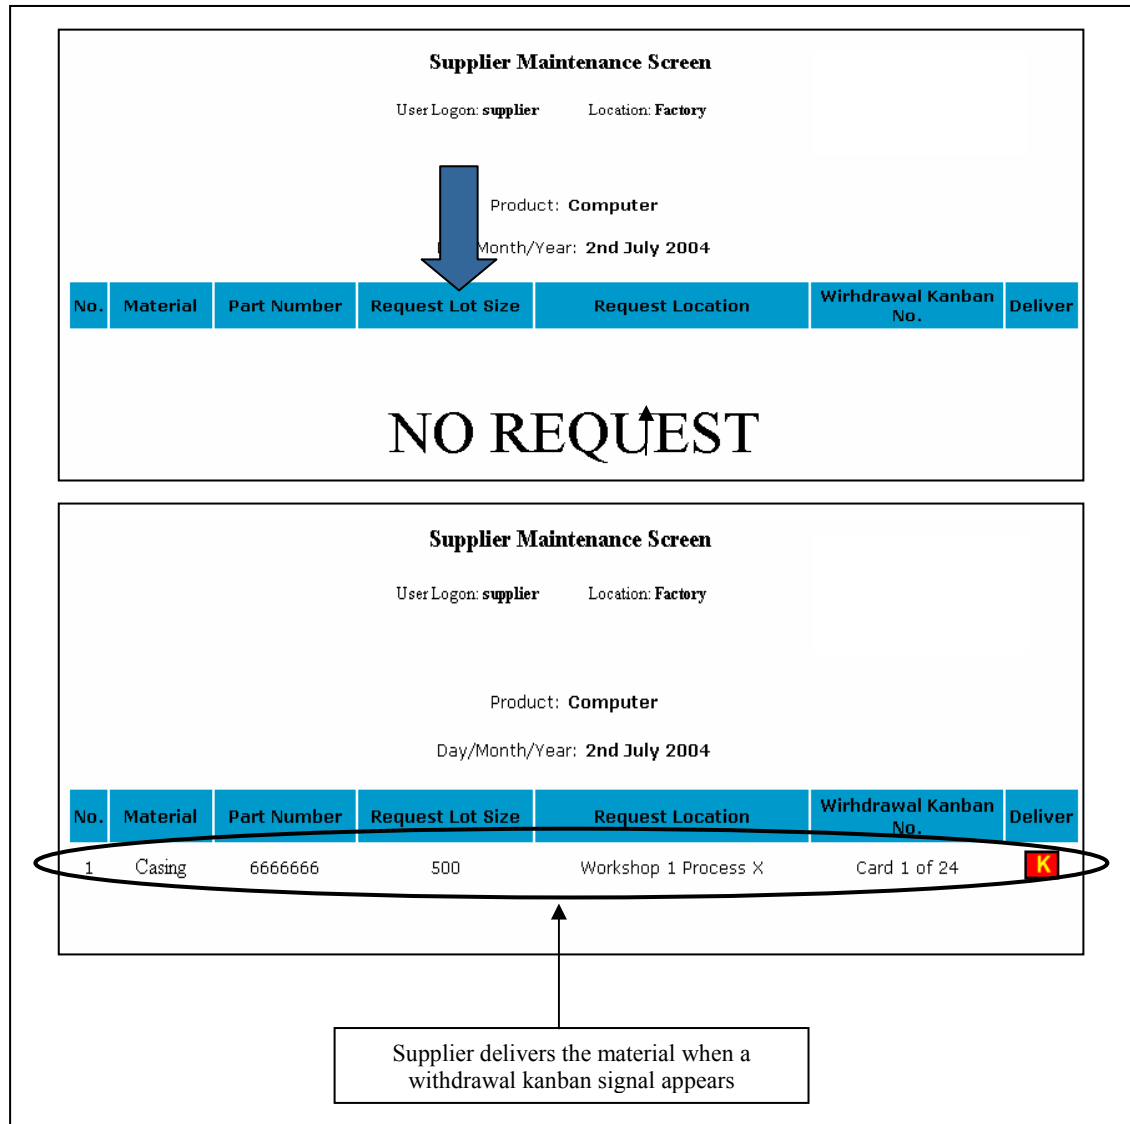 Supplier Maintenance Screen
User Logon: supplier Location: Factory
Product: Computer
Month/Year: 2nd July 2004
No. Material Part Number Request Lot Size Request Location Wirhdrawal Kanban No. Deliver
NO REQUEST
Supplier Maintenance Screen
User Logon: supplier Location: Factory
Product: Computer
Day/Month/Year: 2nd July 2004
No. Material Part Number Request Lot Size Request Location Wirhdrawal Kanban No. Deliver
1 Casing 6666666 500 Workshop 1 Process X Card 1 of 24 K
Supplier delivers the material when a
withdrawal kanban signal appears